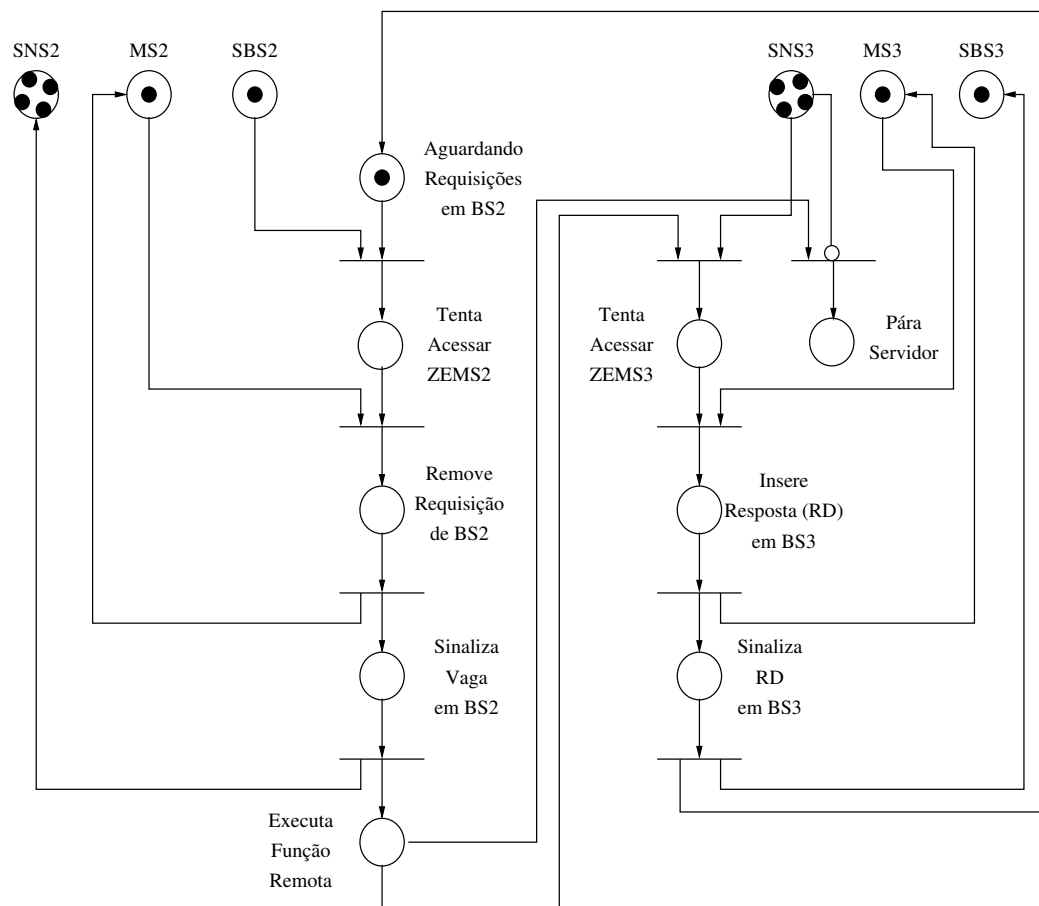 SNS2
MS2
SBS2
SNS3
MS3
SBS3
Aguardando
Requisições
em BS2
Tenta
Acessar
ZEMS2
Tenta
Acessar
ZEMS3
Pára
Servidor
Remove
Requisição
de BS2
Insere
Resposta (RD)
em BS3
Sinaliza
Vaga
em BS2
Sinaliza
RD
em BS3
Executa
Função
Remota